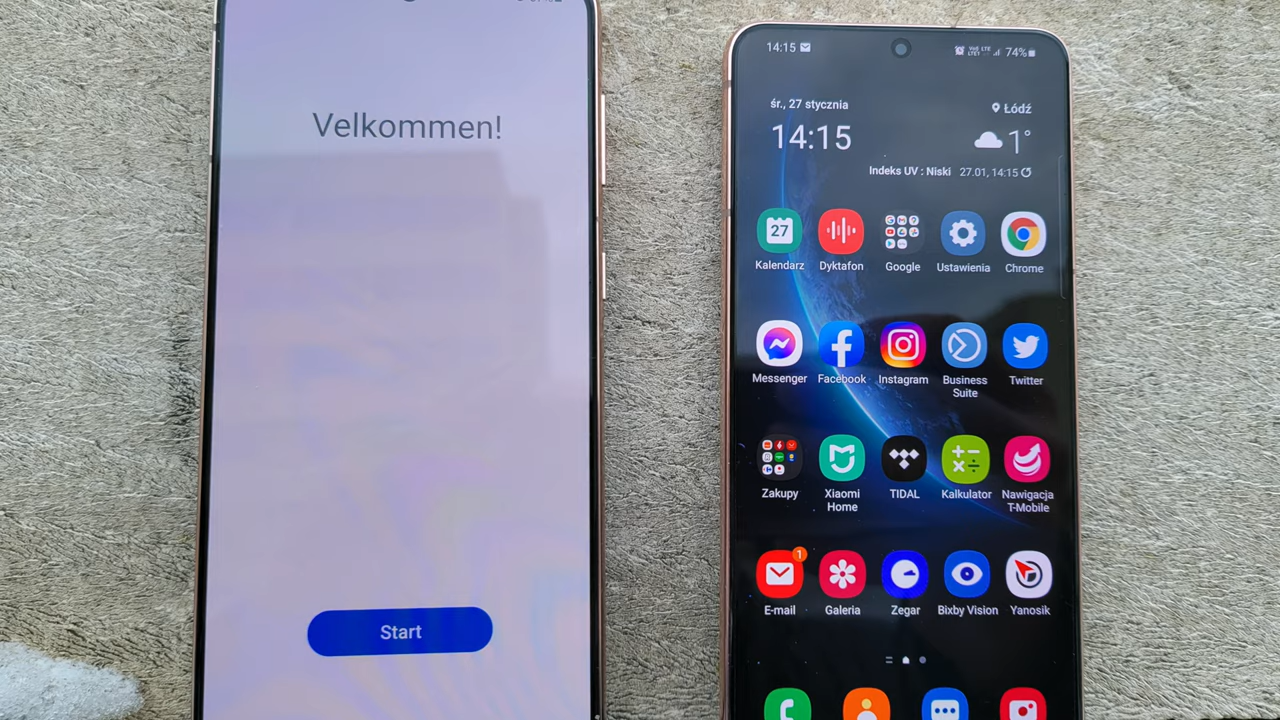 Velkommen!
Start
14:15
74%
śr., 27 stycznia
Łódź
14:15
1°
Indeks UV : Niski 27.01, 14:15
27
Kalendarz Dyktafon Google Ustawienia Chrome
Messenger Facebook Instagram Business Suite Twitter
Zakupy Xiaomi Home TIDAL Kalkulator Nawigacja T-Mobile
1
E-mail Galeria Zegar Bixby Vision Yanosik